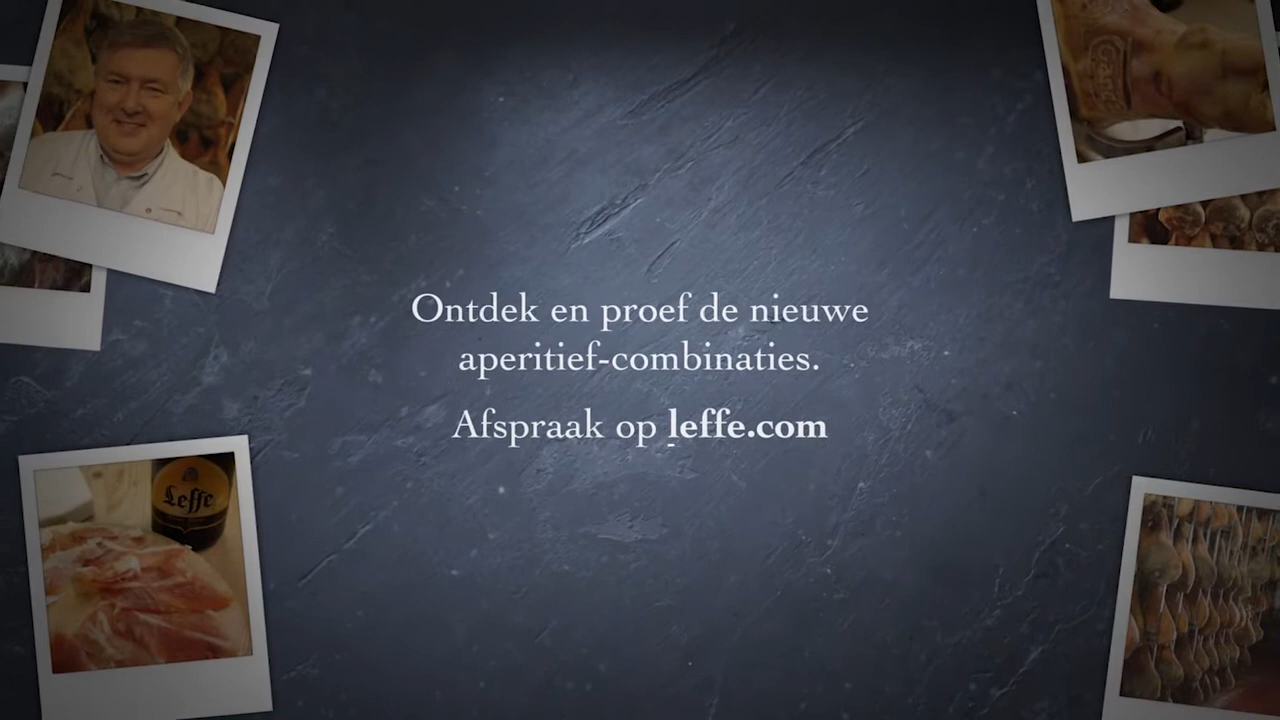 Ontdek en proef de nieuwe
aperitief-combinaties.
Afspraak op leffe.com
Leffe